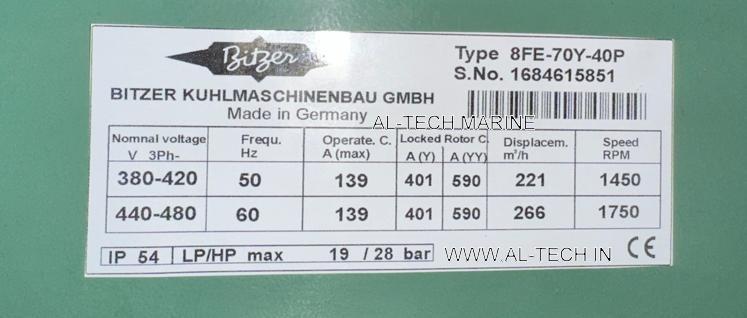 Bitzer
Type 8FE-70Y-40P
S.No. 1684615851
BITZER KUHLMASCHINENBAU GMBH
Made in Germany
AL-TECH MARINE
Nomnal voltage V 3Ph- Frequ. Hz Operate. C. A (max) Locked Rotor C. A (Y) A (YY) Displacem. m³/h Speed RPM
380-420 50 139 401 590 221 1450
440-480 60 139 401 590 266 1750
IP 54 LP/HP max 19 / 28 bar
WWW.AL-TECH IN
CE